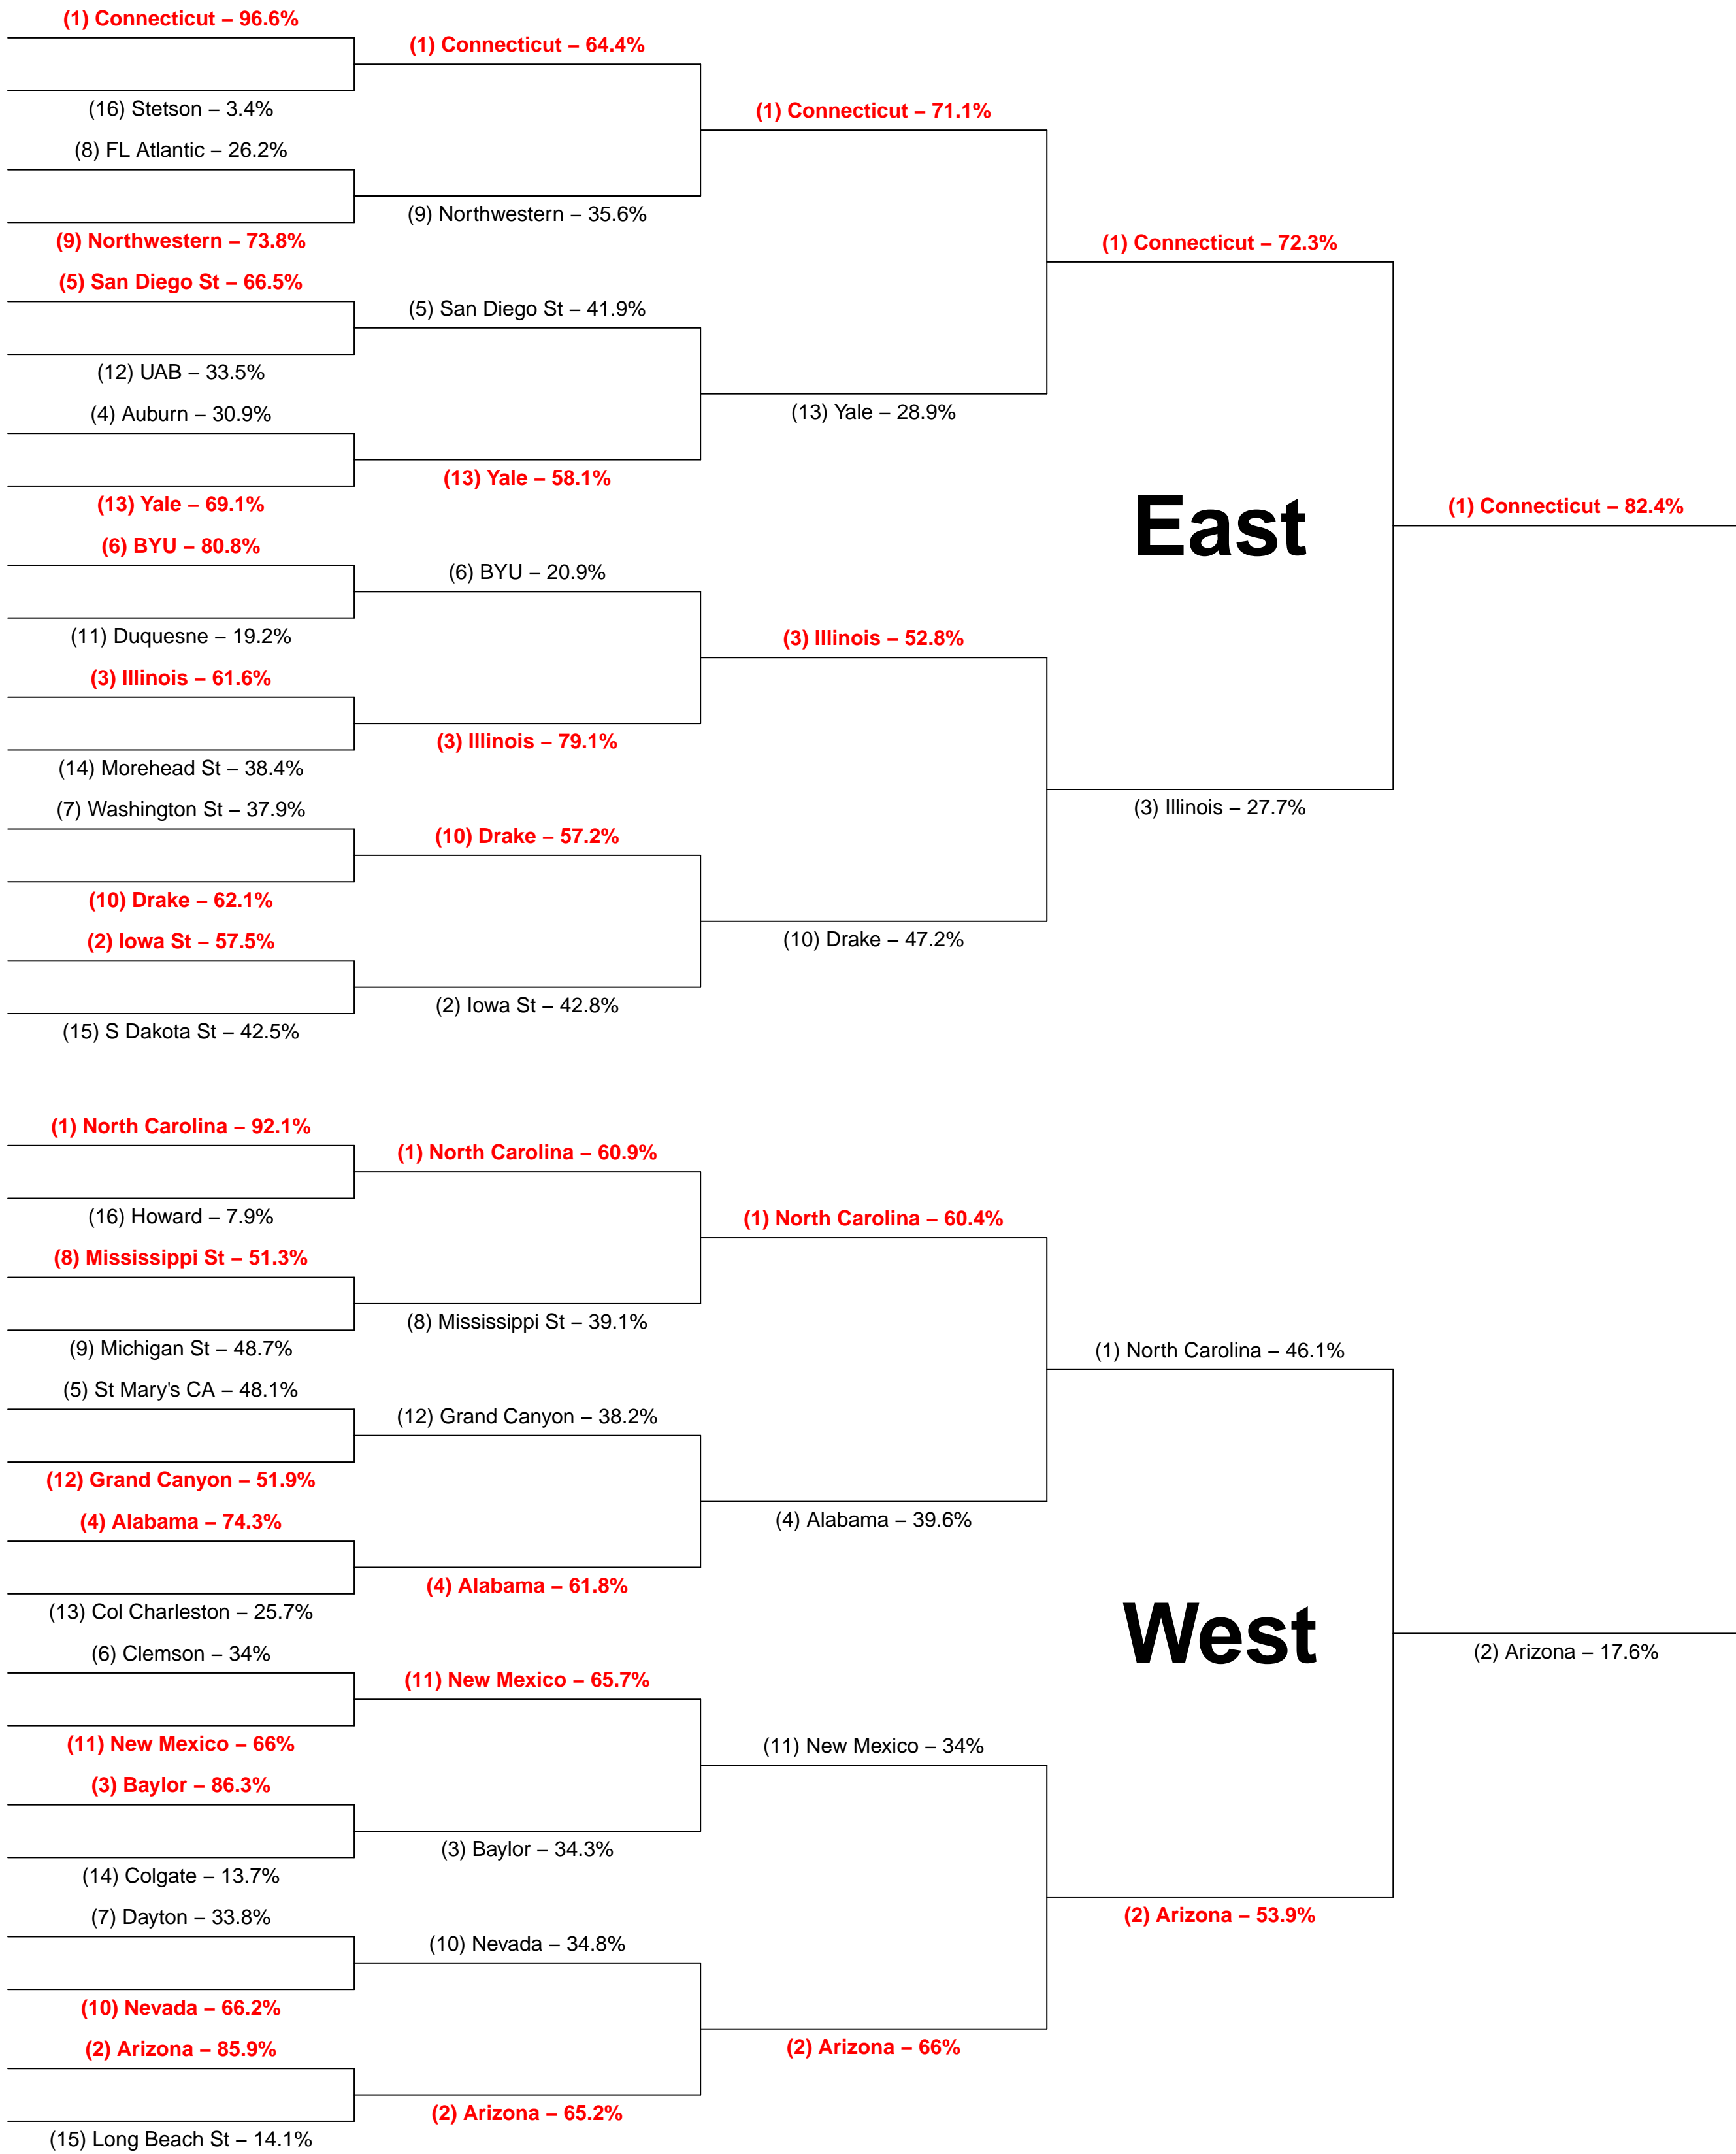 (1) Connecticut – 96.6%
(16) Stetson – 3.4%
(8) FL Atlantic – 26.2%
(9) Northwestern – 73.8%
(5) San Diego St – 66.5%
(12) UAB – 33.5%
(4) Auburn – 30.9%
(13) Yale – 69.1%
(6) BYU – 80.8%
(11) Duquesne – 19.2%
(3) Illinois – 61.6%
(14) Morehead St – 38.4%
(7) Washington St – 37.9%
(10) Drake – 62.1%
(2) Iowa St – 57.5%
(15) S Dakota St – 42.5%
(1) Connecticut – 64.4%
(9) Northwestern – 35.6%
(5) San Diego St – 41.9%
(13) Yale – 58.1%
(6) BYU – 20.9%
(3) Illinois – 79.1%
(10) Drake – 57.2%
(2) Iowa St – 42.8%
(1) Connecticut – 71.1%
(13) Yale – 28.9%
(3) Illinois – 52.8%
(10) Drake – 47.2%
(1) Connecticut – 72.3%
East
(3) Illinois – 27.7%
(1) Connecticut – 82.4%
(1) North Carolina – 92.1%
(16) Howard – 7.9%
(8) Mississippi St – 51.3%
(9) Michigan St – 48.7%
(5) St Mary's CA – 48.1%
(12) Grand Canyon – 51.9%
(4) Alabama – 74.3%
(13) Col Charleston – 25.7%
(6) Clemson – 34%
(11) New Mexico – 66%
(3) Baylor – 86.3%
(14) Colgate – 13.7%
(7) Dayton – 33.8%
(10) Nevada – 66.2%
(2) Arizona – 85.9%
(15) Long Beach St – 14.1%
(1) North Carolina – 60.9%
(8) Mississippi St – 39.1%
(12) Grand Canyon – 38.2%
(4) Alabama – 61.8%
(11) New Mexico – 65.7%
(3) Baylor – 34.3%
(10) Nevada – 34.8%
(2) Arizona – 65.2%
(1) North Carolina – 60.4%
(4) Alabama – 39.6%
(11) New Mexico – 34%
(2) Arizona – 66%
(1) North Carolina – 46.1%
West
(2) Arizona – 53.9%
(2) Arizona – 17.6%